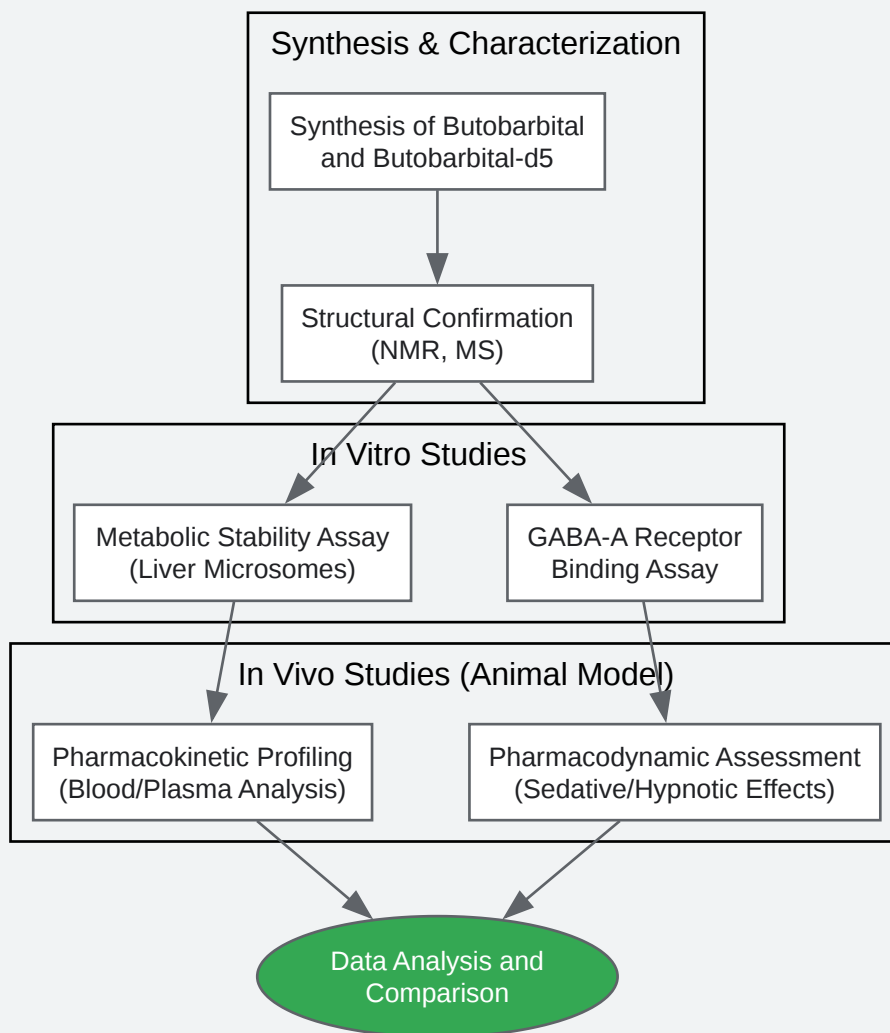 Synthesis & Characterization
Synthesis of Butobarbital
and Butobarbital-d5
Structural Confirmation
(NMR, MS)
In Vitro Studies
Metabolic Stability Assay
(Liver Microsomes)
GABA-A Receptor
Binding Assay
In Vivo Studies (Animal Model)
Pharmacokinetic Profiling
(Blood/Plasma Analysis)
Pharmacodynamic Assessment
(Sedative/Hypnotic Effects)
Data Analysis and
Comparison